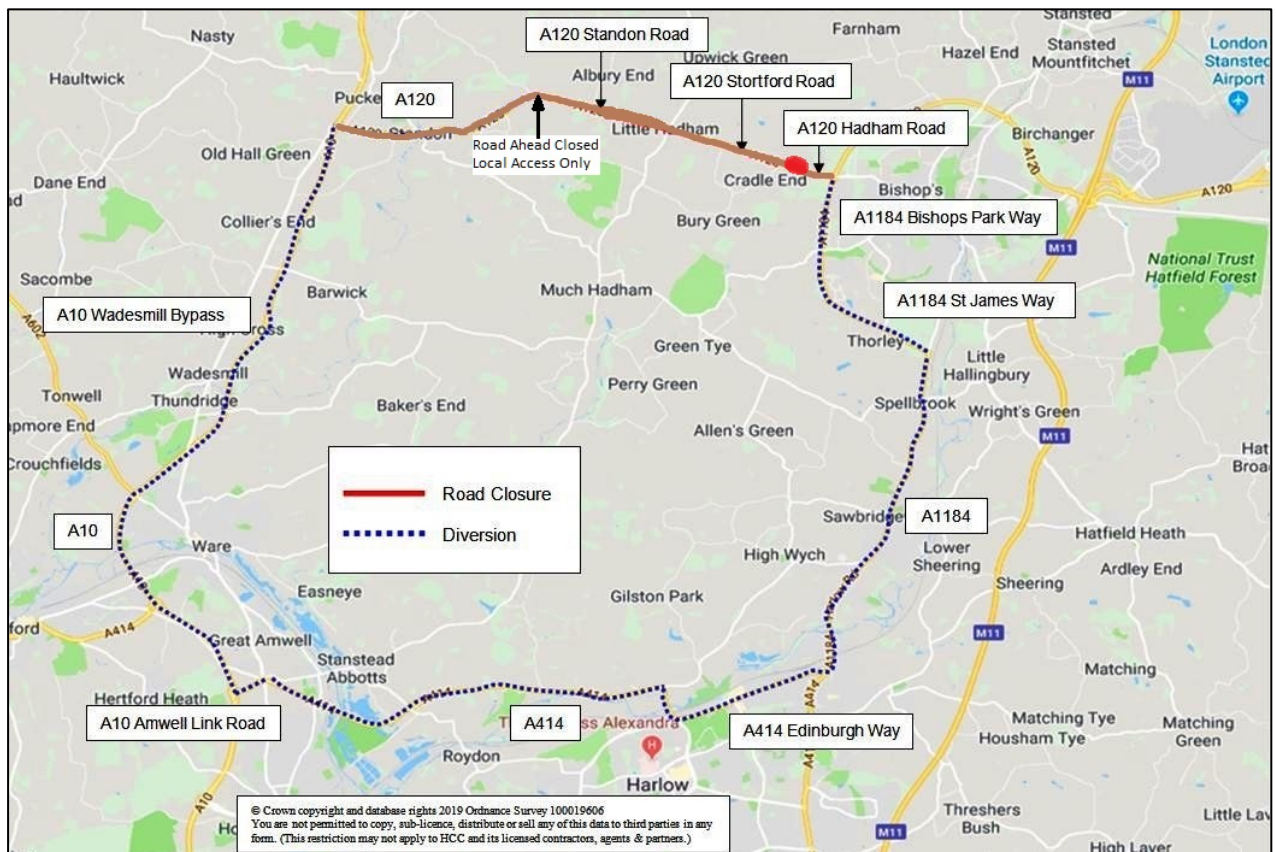 Nasty
Haultwick
A120 Standon Road
Farnham
Stansted
Hazel End
Stansted
Mountfitchet
M11
London
Stansted
Airport
Upwick Green
Albury End
A120 Stortford Road
A120
Standon
Road Ahead Closed
Local Access Only
Little Hadham
A120 Hadham Road
Birchanger
A120
A120
Old Hall Green
Dane End
Cradle End
Bishop's
Collier's End
Bury Green
A1184 Bishops Park Way
M11
National Trust
Hatfield Forest
Sacombe
A602
A10 Wadesmill Bypass
Barwick
Much Hadham
A1184 St James Way
Thorley
Green Tye
Little
Hallingbury
Wadesmill
Thundridge
Tonwell
Perry Green
Baker's End
Spellbrook
Wright's Green
Allen's Green
M11
Crouchfields
Road Closure
Diversion
A10
Ware
A1184
High Wych
Lower
Sheering
Hatfield Heath
Ardley End
Sheering
Easneye
Gilston Park
A414
Great Amwell
Stanstead
Abbotts
M11
Matching
Hertford Heath
A10 Amwell Link Road
A414
A414 Edinburgh Way
Matching Tye
Matching
Green
Housham Tye
Roydon
H
Harlow
A10
Threshers
Bush
M11
High Laver
© Crown copyright and database rights 2019 Ordnance Survey 100019606
You are not permitted to copy, sub-licence, distribute or sell any of this data to third parties in any
form. (This restriction may not apply to HCC and its licensed contractors, agents & partners.)